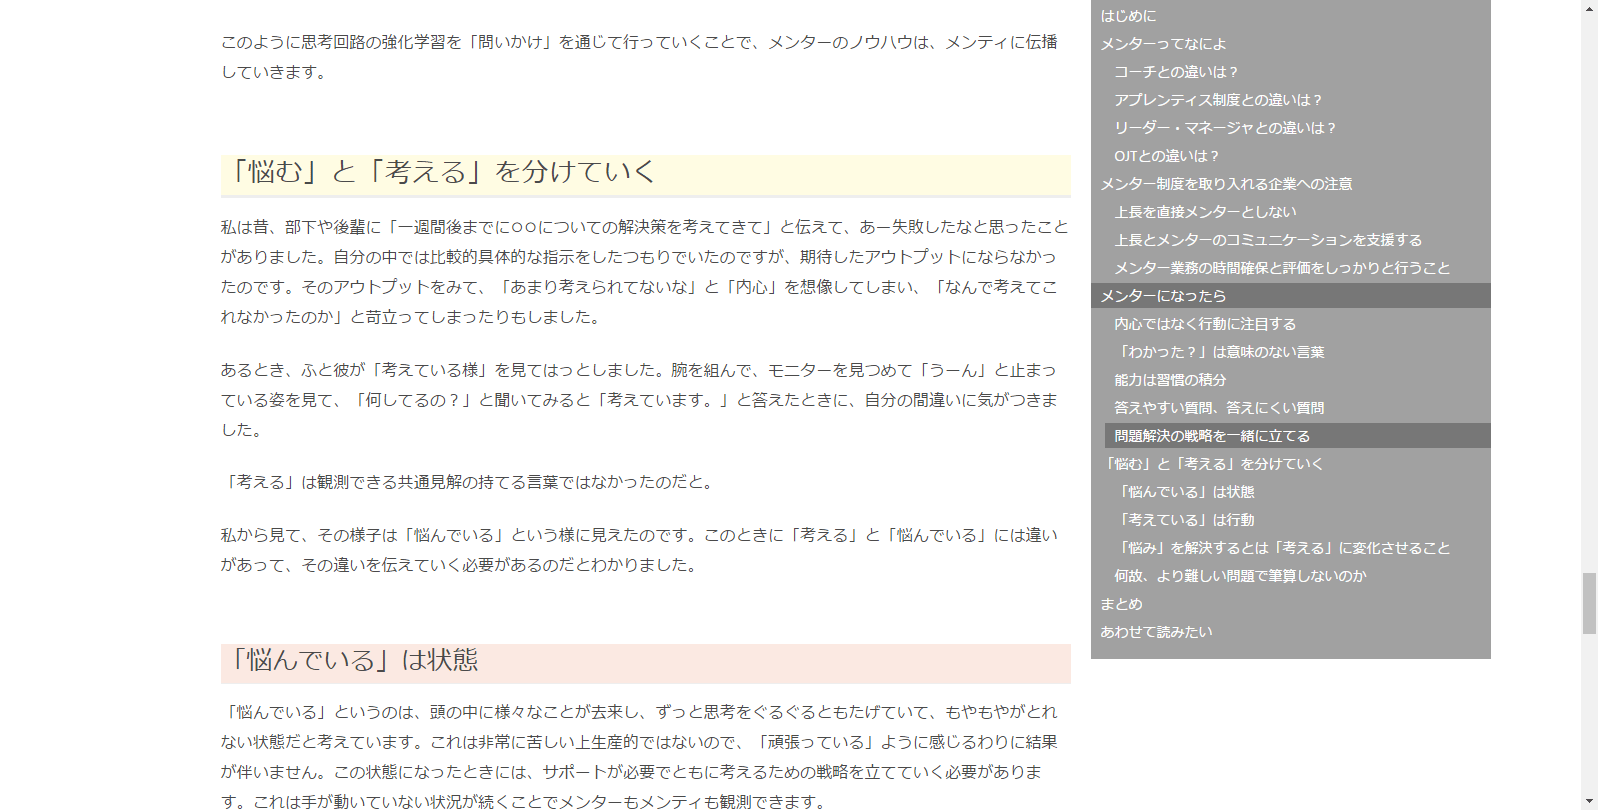 このように思考回路の強化学習を「問いかけ」を通じて行っていくことで、メンターのノウハウは、メンティに伝播
していきます。
「悩む」と「考える」を分けていく
私は昔、部下や後輩に「一週間後までに○○についての解決策を考えてきて」と伝えて、あー失敗したなと思ったこと
がありました。自分の中では比較的具体的な指示をしたつもりでいたのですが、期待したアウトプットにならなかっ
たのです。そのアウトプットをみて、「あまり考えられてないな」と「内心」を想像してしまい、「なんで考えてこ
れなかったのか」と苛立ってしまったりもしました。
あるとき、ふと彼が「考えている様」を見てはっとしました。腕を組んで、モニターを見つめて「うーん」と止まっ
ている姿を見て、「何してるの？」と聞いてみると「考えています。」と答えたときに、自分の間違いに気がつきま
した。
「考える」は観測できる共通見解の持てる言葉ではなかったのだと。
私から見て、その様子は「悩んでいる」という様に見えたのです。このときに「考える」と「悩んでいる」には違い
があって、その違いを伝えていく必要があるのだとわかりました。
「悩んでいる」は状態
「悩んでいる」というのは、頭の中に様々なことが去来し、ずっと思考をぐるぐるともたげていて、もやもやがとれ
ない状態だと考えています。これは非常に苦しい上生産的ではないので、「頑張っている」ように感じるわりに結果
が伴いません。この状態になったときには、サポートが必要でともに考えるための戦略を立てていく必要がありま
す。これは手が動いていない状況が続くことでメンターもメンティも観測できます。
はじめに
メンターってなによ
コーチとの違いは？
アプレンティス制度との違いは？
リーダー・マネージャとの違いは？
OJTとの違いは？
メンター制度を取り入れる企業への注意
上長を直接メンターとしない
上長とメンターのコミュニケーションを支援する
メンター業務の時間確保と評価をしっかりと行うこと
メンターになったら
内心ではなく行動に注目する
「わかった？」は意味のない言葉
能力は習慣の積分
答えやすい質問、答えにくい質問
問題解決の戦略を一緒に立てる
「悩む」と「考える」を分けていく
「悩んでいる」は状態
「考えている」は行動
「悩み」を解決するとは「考える」に変化させること
何故、より難しい問題で筆算しないのか
まとめ
あわせて読みたい